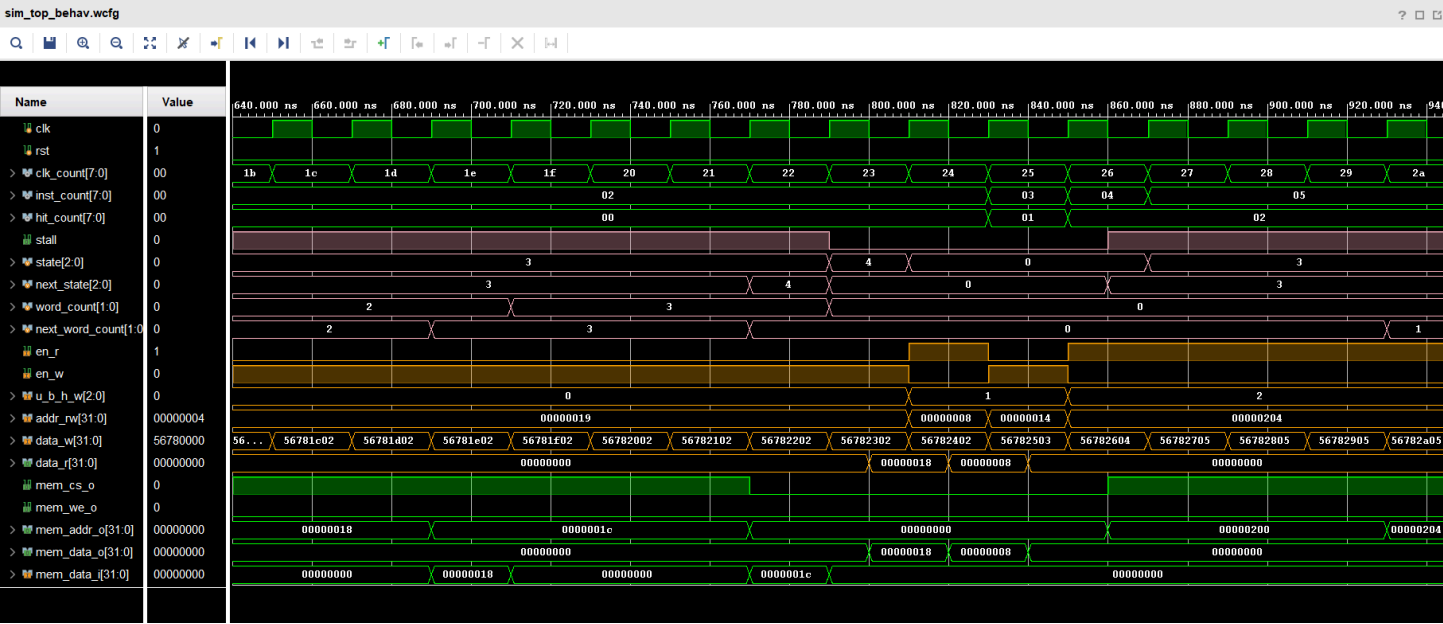 sim_top_behav.wcfg
?
Name Value 640.000 ns 660.000 ns 680.000 ns 700.000 ns 720.000 ns 740.000 ns 760.000 ns 780.000 ns 800.000 ns 820.000 ns 840.000 ns 860.000 ns 880.000 ns 900.000 ns 920.000 ns 940
clk 0
rst 1
clk_count[7:0] 00 1b 1c 1d 1e 1f 20 21 22 23 24 25 26 27 28 29 2a
inst_count[7:0] 00 02 03 04 05
hit_count[7:0] 00 00 01 02
stall 0
state[2:0] 0 3 4 0 3
next_state[2:0] 0 3 4 0 3
word_count[1:0] 0 2 3 0
next_word_count[1:0 0 2 3 0 1
en_r 1
en_w 0
u_b_h_w[2:0] 0 0 1 2
addr_rw[31:0] 00000004 00000019 00000008 00000014 00000204
data_w[31:0] 56780000 56... 56781c02 56781d02 56781e02 56781f02 56782002 56782102 56782202 56782302 56782402 56782503 56782604 56782705 56782805 56782905 56782a05
data_r[31:0] 00000000 00000000 00000018 00000008 00000000
mem_cs_o 0
mem_we_o 0
mem_addr_o[31:0] 00000000 00000018 0000001c 00000000 00000200 00000204
mem_data_o[31:0] 00000000 00000000 00000018 00000008 00000000
mem_data_i[31:0] 00000000 00000000 00000018 00000000 0000001c 00000000